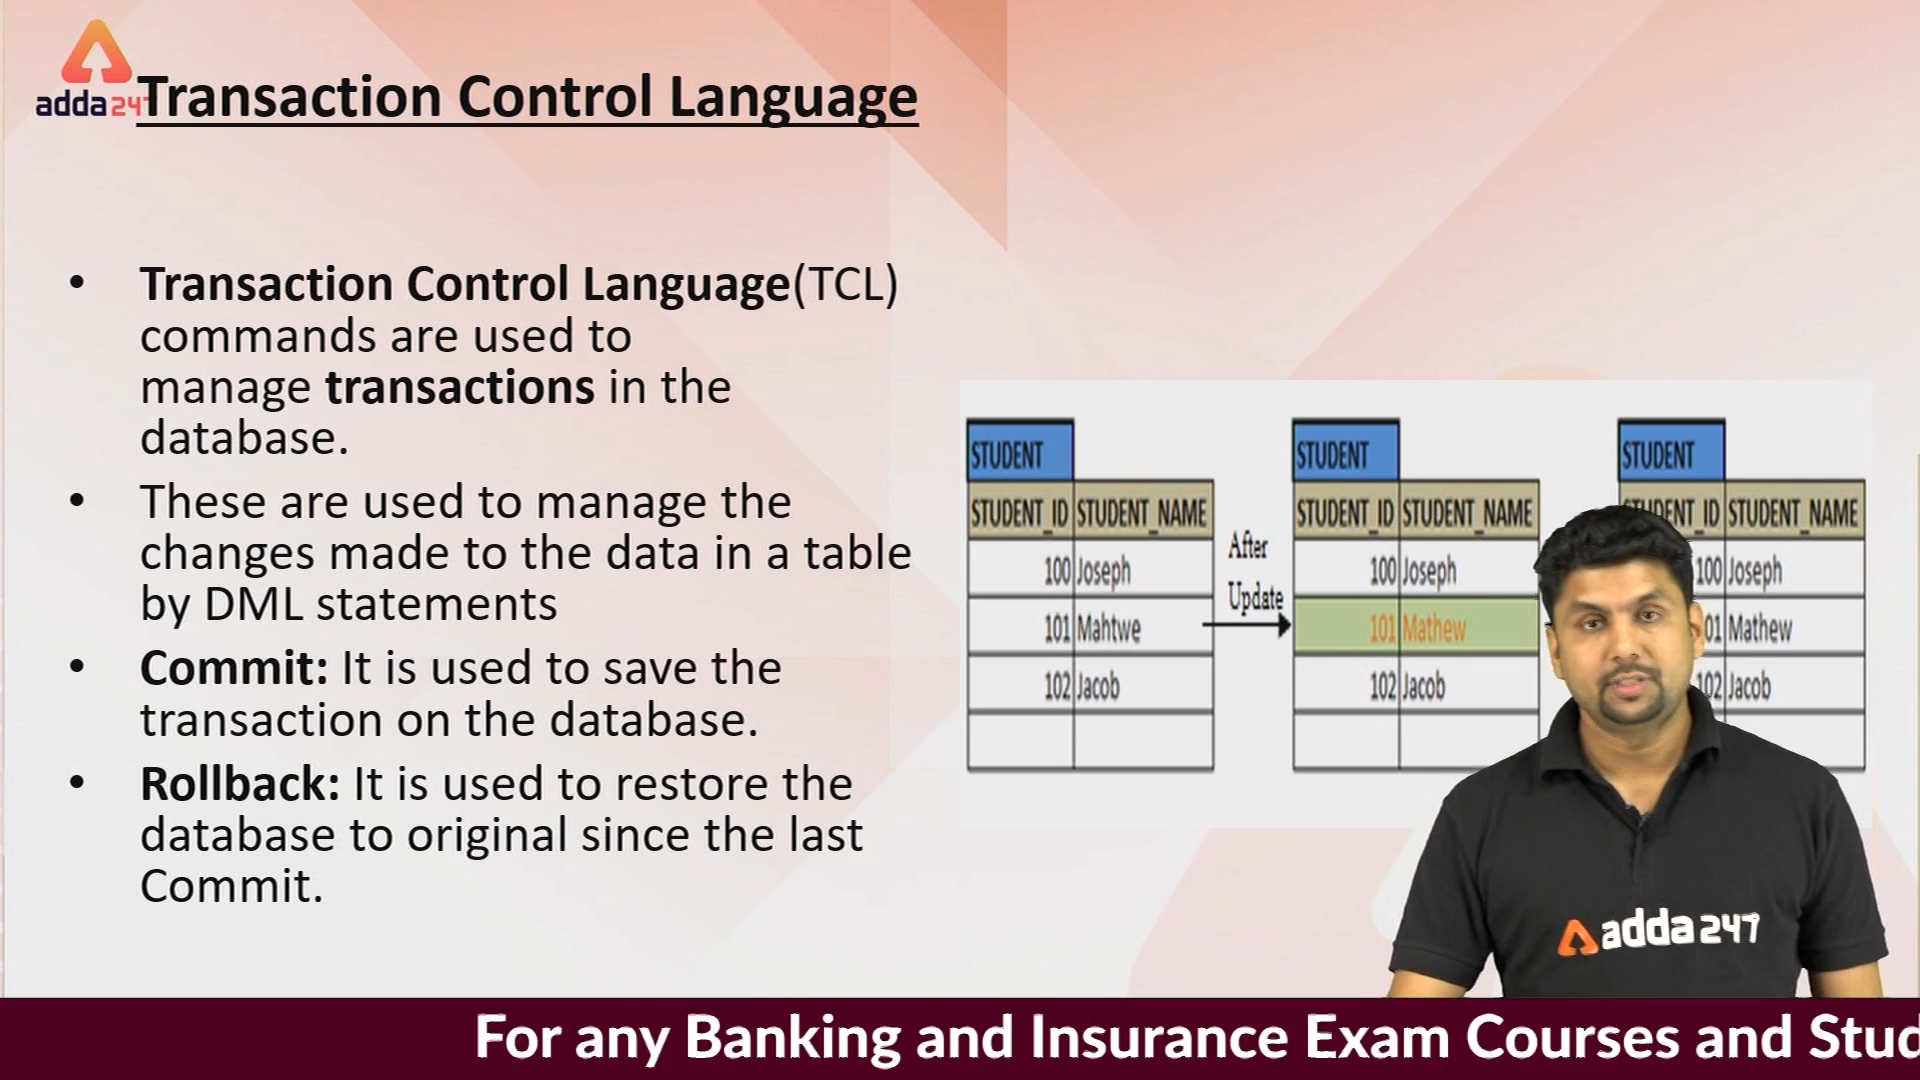 adda247
Transaction Control Language
• Transaction Control Language(TCL)
commands are used to
manage transactions in the
database.
• These are used to manage the
changes made to the data in a table
by DML statements
• Commit: It is used to save the
transaction on the database.
• Rollback: It is used to restore the
database to original since the last
Commit.
STUDENT
STUDENT_ID STUDENT_NAME
100 Joseph
101 Mahtwe
102 Jacob
After
Update
STUDENT
STUDENT_ID STUDENT_NAME
100 Joseph
101 Mathew
102 Jacob
STUDENT
STUDENT_NAME
100 Joseph
Mathew
102 Jacob
adda247
For any Banking and Insurance Exam Courses and